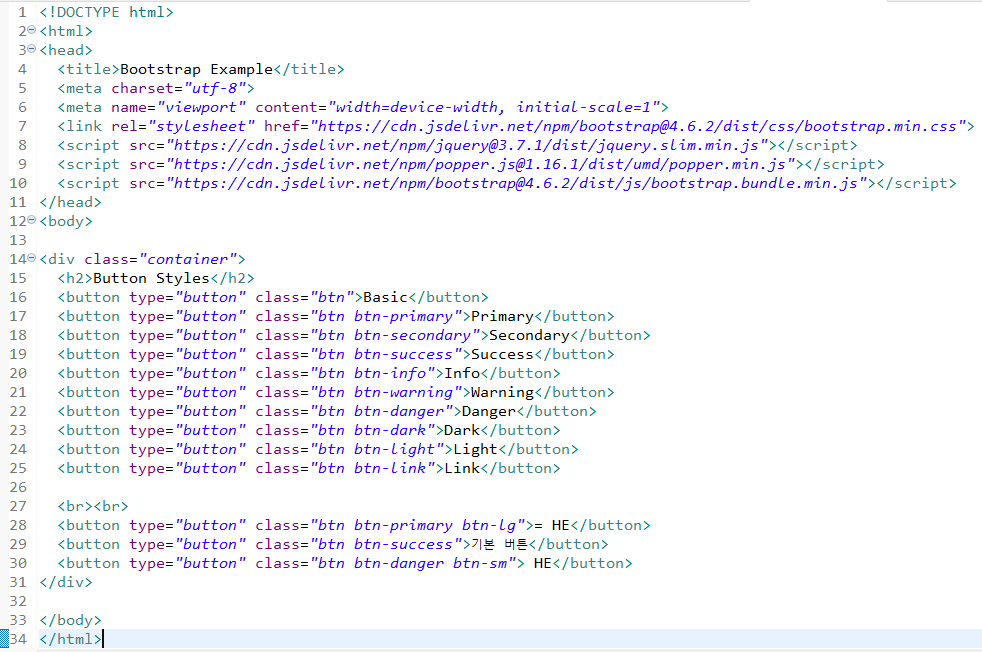 1 <!DOCTYPE html>
2 <html>
3 <head>
4   <title>Bootstrap Example</title>
5   <meta charset="utf-8">
6   <meta name="viewport" content="width=device-width, initial-scale=1">
7   <link rel="stylesheet" href="https://cdn.jsdelivr.net/npm/bootstrap@4.6.2/dist/css/bootstrap.min.css">
8   <script src="https://cdn.jsdelivr.net/npm/jquery@3.7.1/dist/jquery.slim.min.js"></script>
9   <script src="https://cdn.jsdelivr.net/npm/popper.js@1.16.1/dist/umd/popper.min.js"></script>
10   <script src="https://cdn.jsdelivr.net/npm/bootstrap@4.6.2/dist/js/bootstrap.bundle.min.js"></script>
11 </head>
12 <body>
13
14 <div class="container">
15   <h2>Button Styles</h2>
16   <button type="button" class="btn">Basic</button>
17   <button type="button" class="btn btn-primary">Primary</button>
18   <button type="button" class="btn btn-secondary">Secondary</button>
19   <button type="button" class="btn btn-success">Success</button>
20   <button type="button" class="btn btn-info">Info</button>
21   <button type="button" class="btn btn-warning">Warning</button>
22   <button type="button" class="btn btn-danger">Danger</button>
23   <button type="button" class="btn btn-dark">Dark</button>
24   <button type="button" class="btn btn-light">Light</button>
25   <button type="button" class="btn btn-link">Link</button>
26
27   <br><br>
28   <button type="button" class="btn btn-primary btn-lg">= HE</button>
29   <button type="button" class="btn btn-success">기본 버튼</button>
30   <button type="button" class="btn btn-danger btn-sm"> HE</button>
31 </div>
32
33 </body>
34 </html>